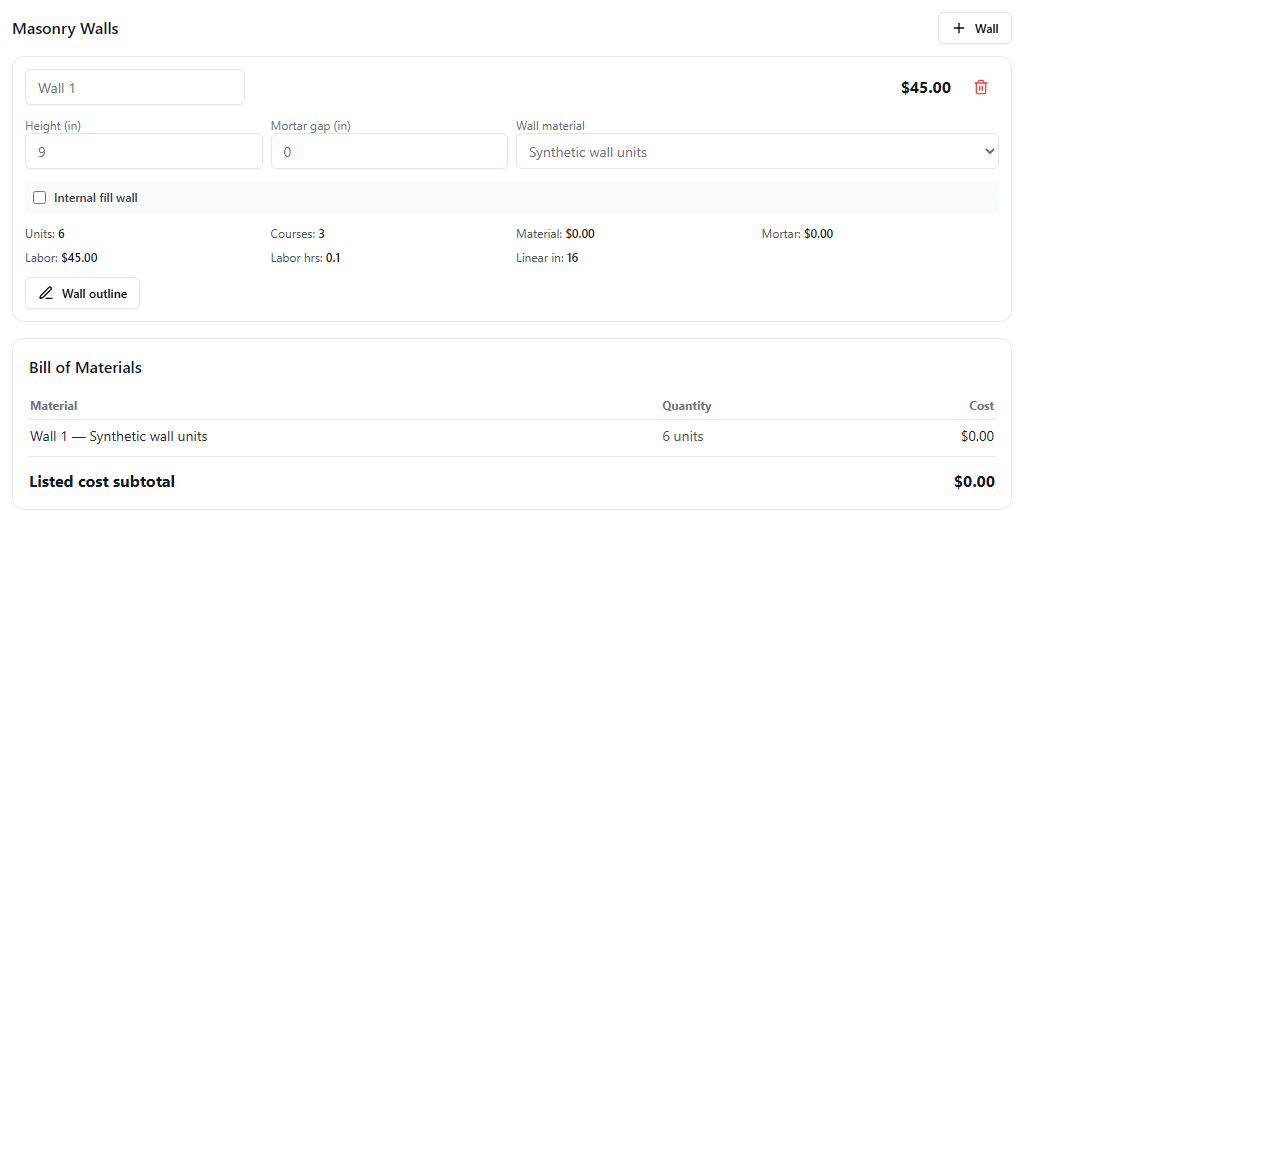 Masonry Walls
Wall
Wall 1
$45.00
Height (in)
Mortar gap (in)
Wall material
9
0
Synthetic wall units
Internal fill wall
Units: 6
Courses: 3
Material: $0.00
Mortar: $0.00
Labor: $45.00
Labor hrs: 0.1
Linear in: 16
Wall outline
Bill of Materials
Material
Quantity
Cost
Wall 1 — Synthetic wall units
6 units
$0.00
Listed cost subtotal
$0.00